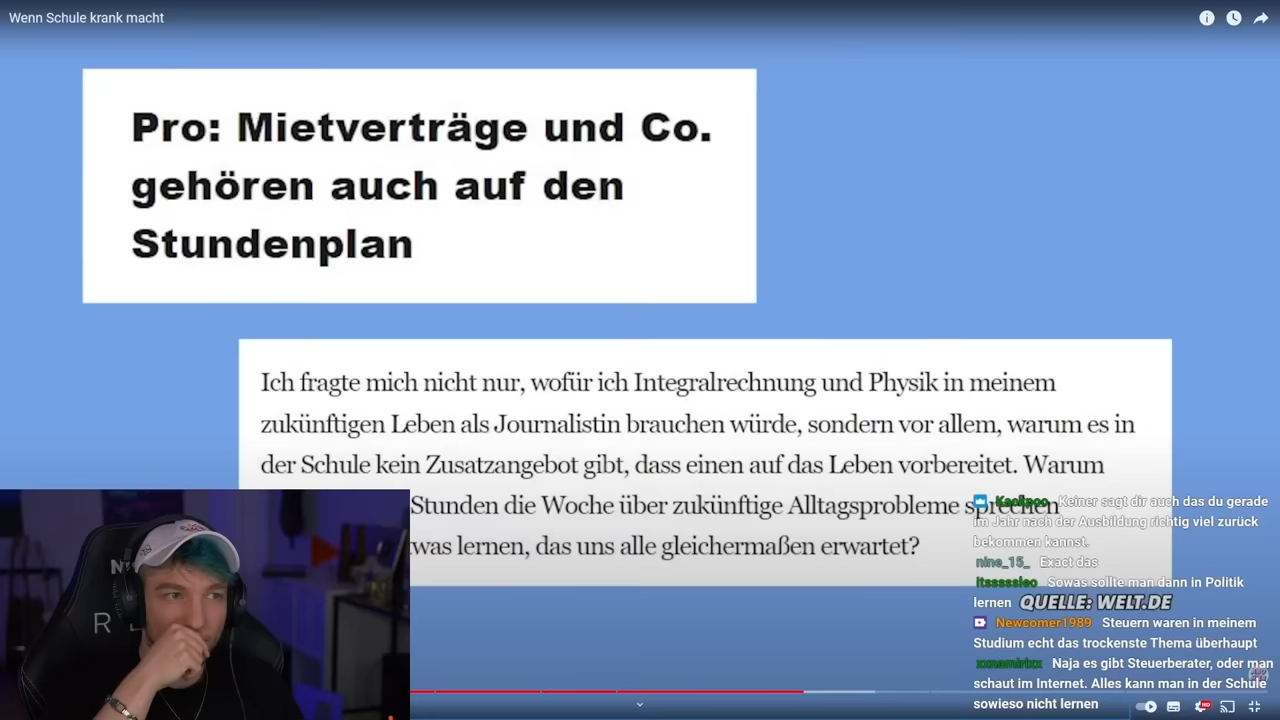 Wenn Schule krank macht
Pro: Mietverträge und Co.
gehören auch auf den
Stundenplan
Ich fragte mich nicht nur, wofür ich Integralrechnung und Physik in meinem
zukünftigen Leben als Journalistin brauchen würde, sondern vor allem, warum es in
der Schule kein Zusatzangebot gibt, dass einen auf das Leben vorbereitet. Warum
Stunden die Woche über zukünftige Alltagsprobleme sprechen
was lernen, das uns alle gleichermaßen erwartet?
Keiner sagt dir auch das du gerade
im Jahr nach der Ausbildung richtig viel zurück
bekommen kannst.
nine_15_ Exact das
itsssssleo Sowas sollte man dann in Politik
lernen
QUELLE: WELT.DE
Newcomer1989 Steuern waren in meinem
Studium echt das trockenste Thema überhaupt
xxnamirixx Naja es gibt Steuerberater, oder man
schaut im Internet. Alles kann man in der Schule
sowieso nicht lernen
HD